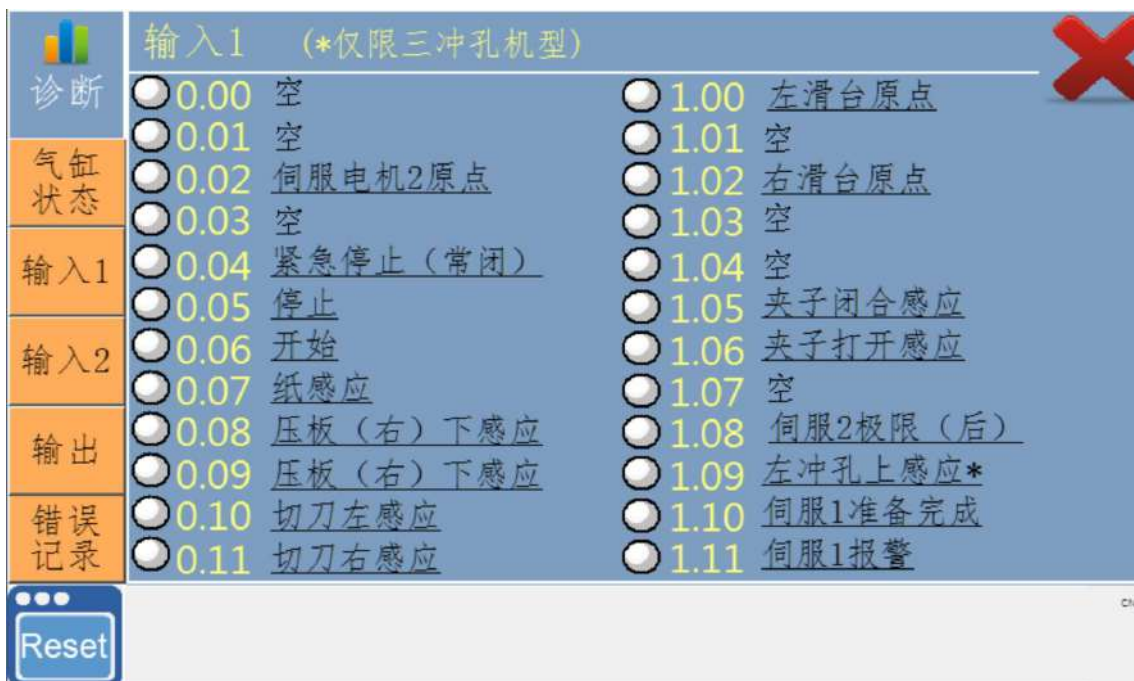 诊断
气缸
状态
输入1
输入2
输出
错误
记录
Reset
输入1 (*仅限三冲孔机型)
0.00 空
0.01 空
0.02 伺服电机2原点
0.03 空
0.04 紧急停止（常闭）
0.05 停止
0.06 开始
0.07 纸感应
0.08 压板（右）下感应
0.09 压板（右）下感应
0.10 切刀左感应
0.11 切刀右感应
1.00 左滑台原点
1.01 空
1.02 右滑台原点
1.03 空
1.04 空
1.05 夹子闭合感应
1.06 夹子打开感应
1.07 空
1.08 伺服2极限（后）
1.09 左冲孔上感应*
1.10 伺服1准备完成
1.11 伺服1报警